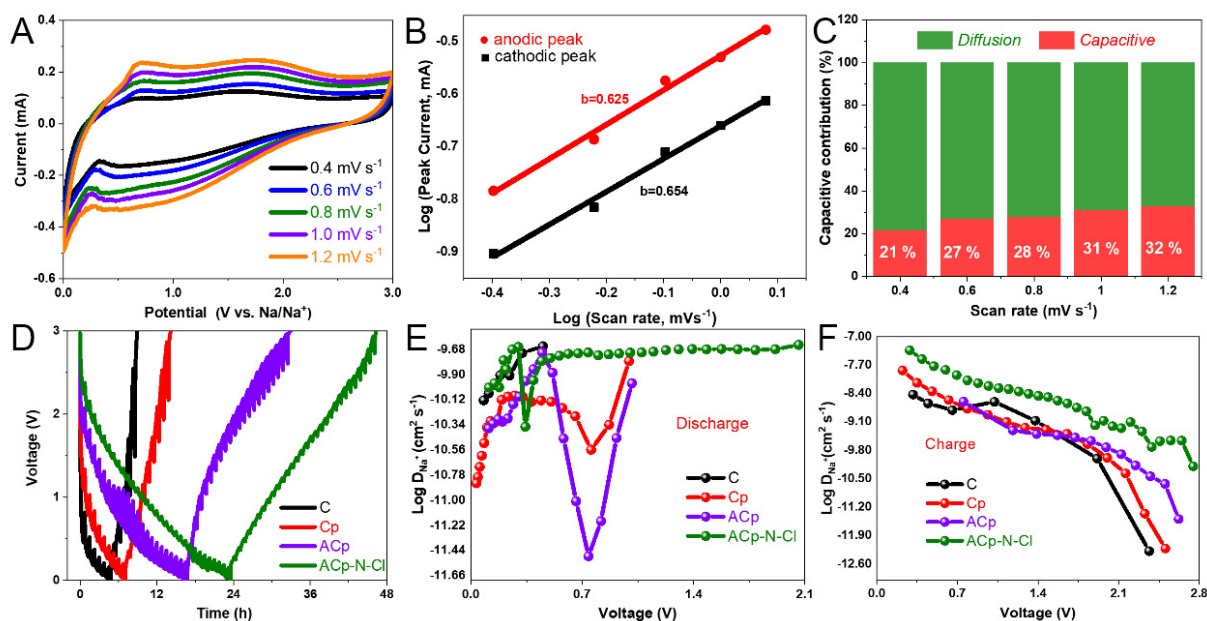 A
0.4
0.2
0.0
-0.2
-0.4
-0.6
Current (mA)
0.4 mV s⁻¹
0.6 mV s⁻¹
0.8 mV s⁻¹
1.0 mV s⁻¹
1.2 mV s⁻¹
0.0 1.0 2.0 3.0
Potential (V vs. Na/Na⁺)
B
-0.5
-0.6
-0.7
-0.8
-0.9
Log (Peak Current, mA)
anodic peak
cathodic peak
b=0.625
b=0.654
-0.4 -0.3 -0.2 -0.1 0.0 0.1
Log (Scan rate, mVs⁻¹)
C
120
100
80
60
40
20
0
Capacitive contribution (%)
Diffusion Capacitive
21 % 27 % 28 % 31 % 32 %
0.4 0.6 0.8 1 1.2
Scan rate (mV s⁻¹)
D
3
2
1
0
Voltage (V)
C
Cp
ACp
ACp-N-Cl
0 12 24 36 48
Time (h)
E
-9.68
-9.90
-10.12
-10.34
-10.56
-10.78
-11.00
-11.22
-11.44
-11.66
Log D_Na⁺ (cm² s⁻¹)
Discharge
C
Cp
ACp
ACp-N-Cl
0.0 0.7 1.4 2.1
Voltage (V)
F
-7.00
-7.70
-8.40
-9.10
-9.80
-10.50
-11.20
-11.90
-12.60
Log D_Na⁺ (cm² s⁻¹)
Charge
C
Cp
ACp
ACp-N-Cl
0.0 0.7 1.4 2.1 2.8
Voltage (V)